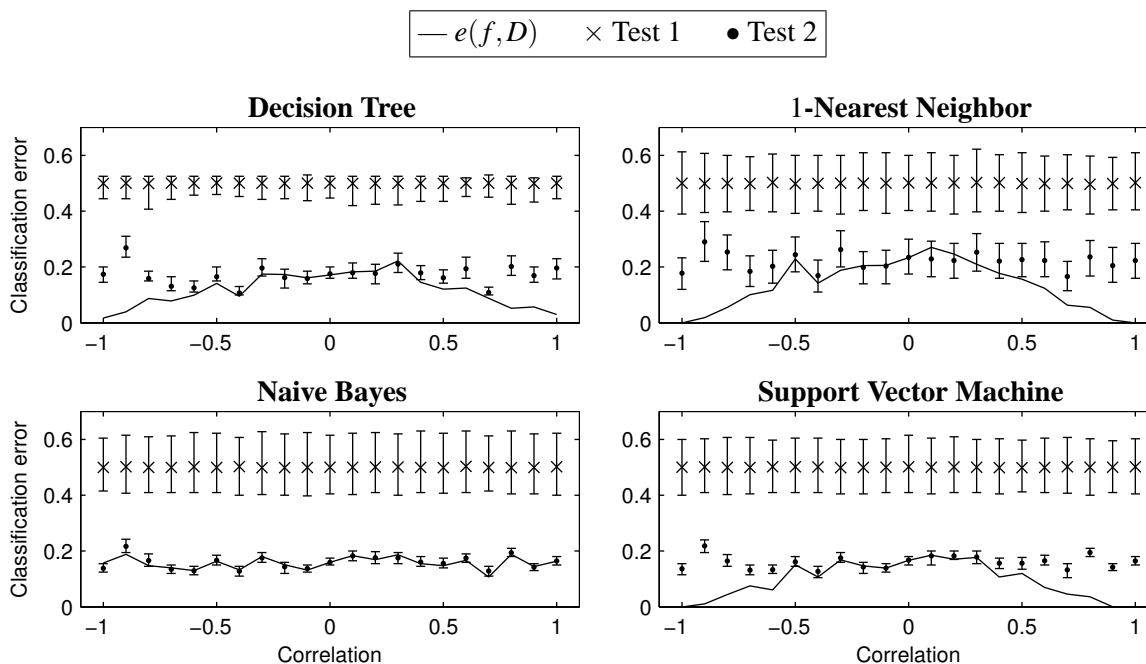 — e(f,D) × Test 1 • Test 2
Decision Tree
1-Nearest Neighbor
Classification error
0.6
0.4
0.2
0
−1 −0.5 0 0.5 1
0.6
0.4
0.2
0
−1 −0.5 0 0.5 1
Naive Bayes
Support Vector Machine
Classification error
0.6
0.4
0.2
0
−1 −0.5 0 0.5 1
Correlation
0.6
0.4
0.2
0
−1 −0.5 0 0.5 1
Correlation